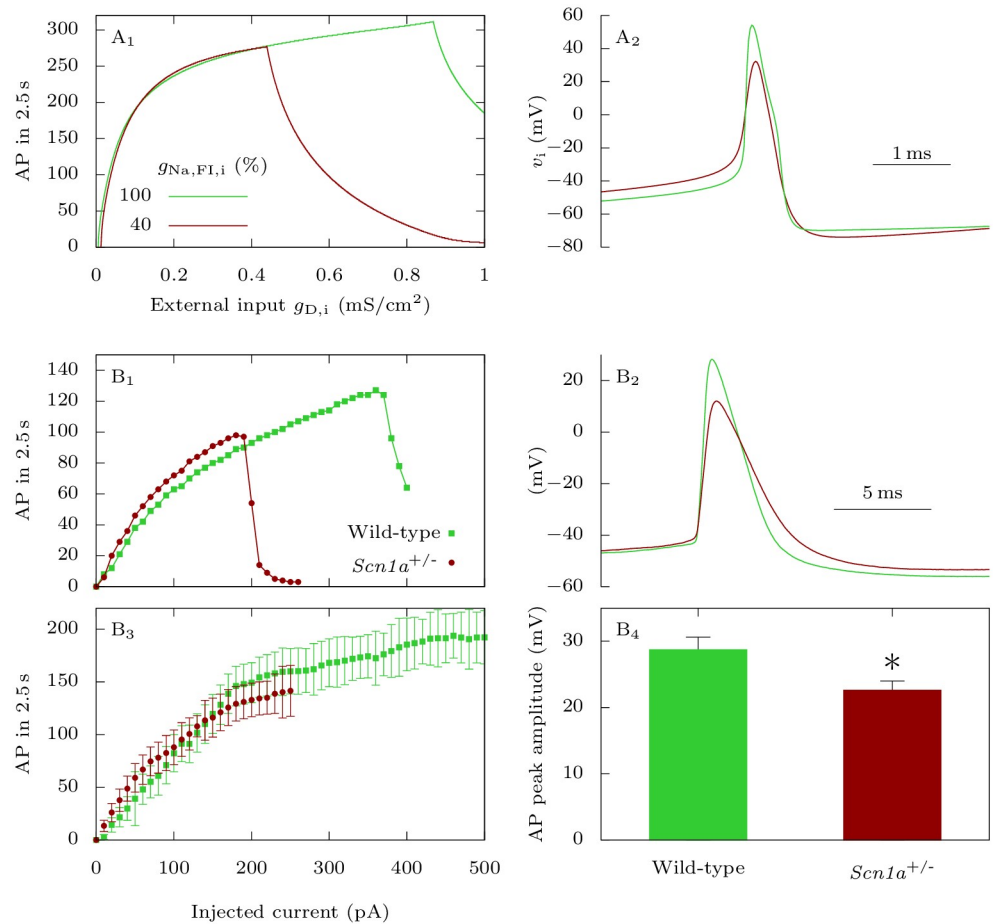 A1
AP in 2.5 s
300
250
200
150
100
50
0
gNa,FI,i (%)
100
40
0 0.2 0.4 0.6 0.8 1
External input gD,i (mS/cm²)
A2
vi (mV)
60
40
20
0
−20
−40
−60
−80
1 ms
B1
AP in 2.5 s
140
120
100
80
60
40
20
0
Wild-type
Scn1a+/-
B2
(mV)
20
0
−20
−40
−60
5 ms
B3
AP in 2.5 s
200
150
100
50
0
0 100 200 300 400 500
Injected current (pA)
B4
AP peak amplitude (mV)
30
20
10
0
*
Wild-type Scn1a+/-